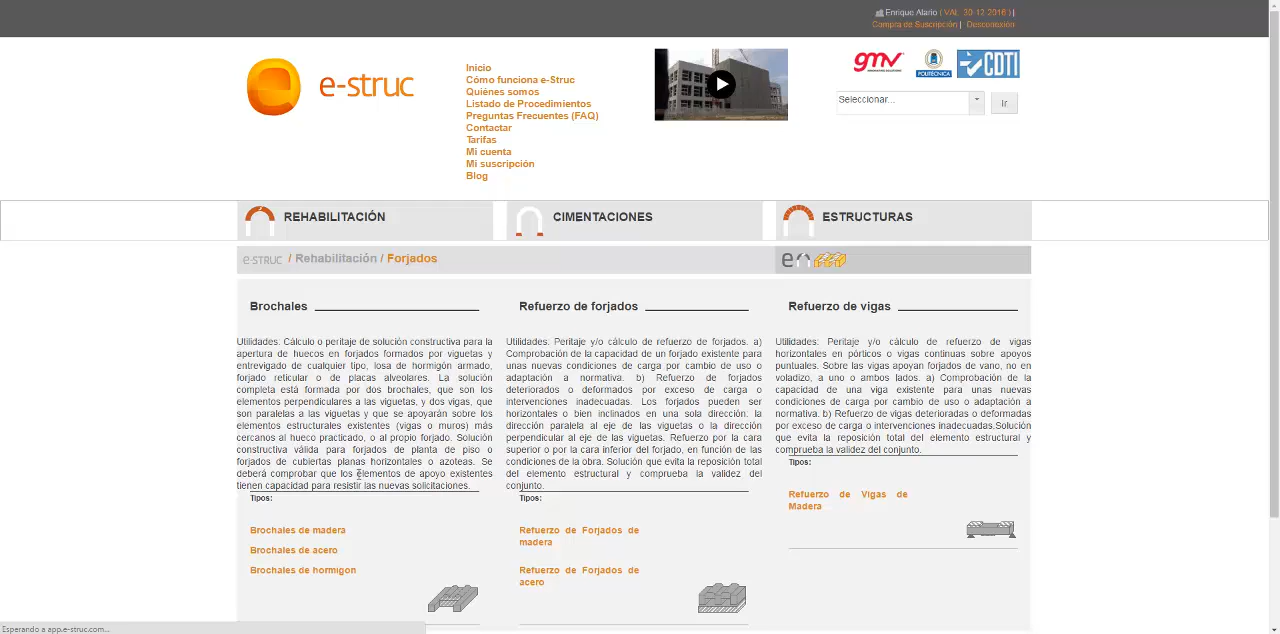 Enrique Alario ( VAL. 30-12-2016 ) |
Compra de Suscripción | Desconexión
e-struc
Inicio
Cómo funciona e-Struc
Quiénes somos
Listado de Procedimientos
Preguntas Frecuentes (FAQ)
Contactar
Tarifas
Mi cuenta
Mi suscripción
Blog
gmv
POLITÉCNICA
CDTI
Seleccionar...
Ir
REHABILITACIÓN
CIMENTACIONES
ESTRUCTURAS
e-STRUC / Rehabilitación / Forjados
Brochales
Utilidades: Cálculo o peritaje de solución constructiva para la
apertura de huecos en forjados formados por viguetas y
entrevigado de cualquier tipo, losa de hormigón armado,
forjado reticular o de placas alveolares. La solución
completa está formada por dos brochales, que son los
elementos perpendiculares a las viguetas, y dos vigas, que
son paralelas a las viguetas y que se apoyarán sobre los
elementos estructurales existentes (vigas o muros) más
cercanos al hueco practicado, o al propio forjado. Solución
constructiva válida para forjados de planta de piso o
forjados de cubiertas planas horizontales o azoteas. Se
deberá comprobar que los elementos de apoyo existentes
tienen capacidad para resistir las nuevas solicitaciones.
Tipos:
Brochales de madera
Brochales de acero
Brochales de hormigon
Refuerzo de forjados
Utilidades: Peritaje y/o cálculo de refuerzo de forjados. a)
Comprobación de la capacidad de un forjado existente para
unas nuevas condiciones de carga por cambio de uso o
adaptación a normativa. b) Refuerzo de forjados
deteriorados o deformados por exceso de carga o
intervenciones inadecuadas. Los forjados pueden ser
horizontales o bien inclinados en una sola dirección: la
dirección paralela al eje de las viguetas o la dirección
perpendicular al eje de las viguetas. Refuerzo por la cara
superior o por la cara inferior del forjado, en función de las
condiciones de la obra. Solución que evita la reposición total
del elemento estructural y comprueba la validez del
conjunto.
Tipos:
Refuerzo de Forjados de
madera
Refuerzo de Forjados de
acero
Refuerzo de vigas
Utilidades: Peritaje y/o cálculo de refuerzo de vigas
horizontales en pórticos o vigas continuas sobre apoyos
puntuales. Sobre las vigas apoyan forjados de vano, no en
voladizo, a uno o ambos lados. a) Comprobación de la
capacidad de una viga existente para unas nuevas
condiciones de carga por cambio de uso o adaptación a
normativa. b) Refuerzo de vigas deterioradas o deformadas
por exceso de carga o intervenciones inadecuadas.Solución
que evita la reposición total del elemento estructural y
comprueba la validez del conjunto.
Tipos:
Refuerzo de Vigas de
Madera
Esperando a app.e-struc.com...